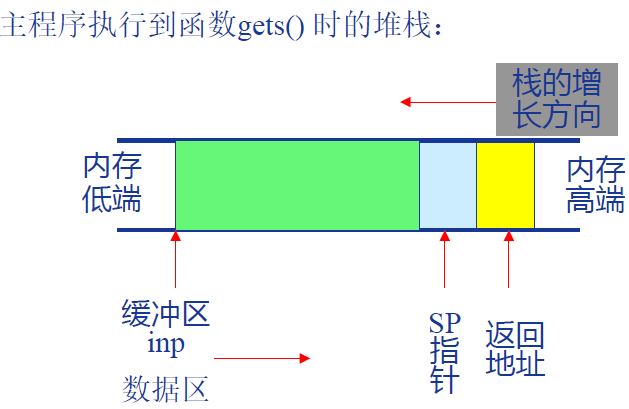 主程序执行到函数gets() 时的堆栈：
栈的增
长方向
内存
低端
内存
高端
缓冲区
inp
数据区
SP
指
针
返回
地址